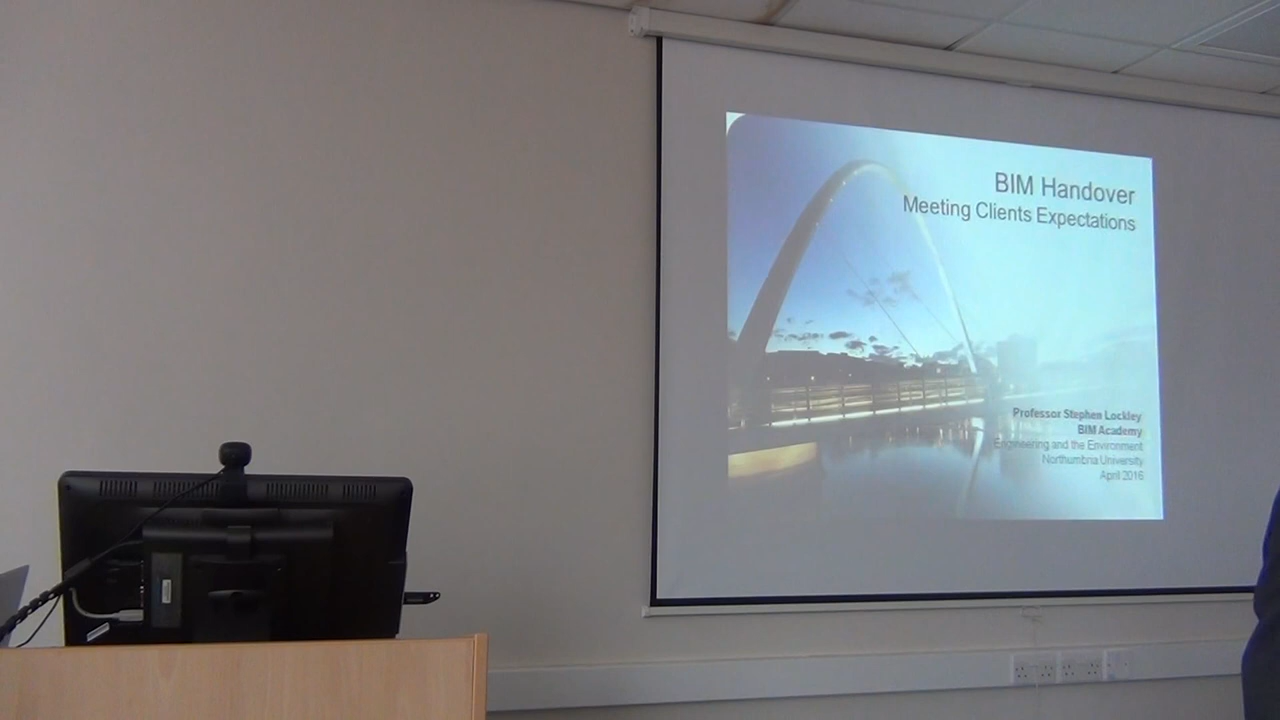 BIM Handover
Meeting Clients Expectations
Professor Stephen Lockley
BIM Academy
Engineering and the Environment
Northumbria University
April 2016